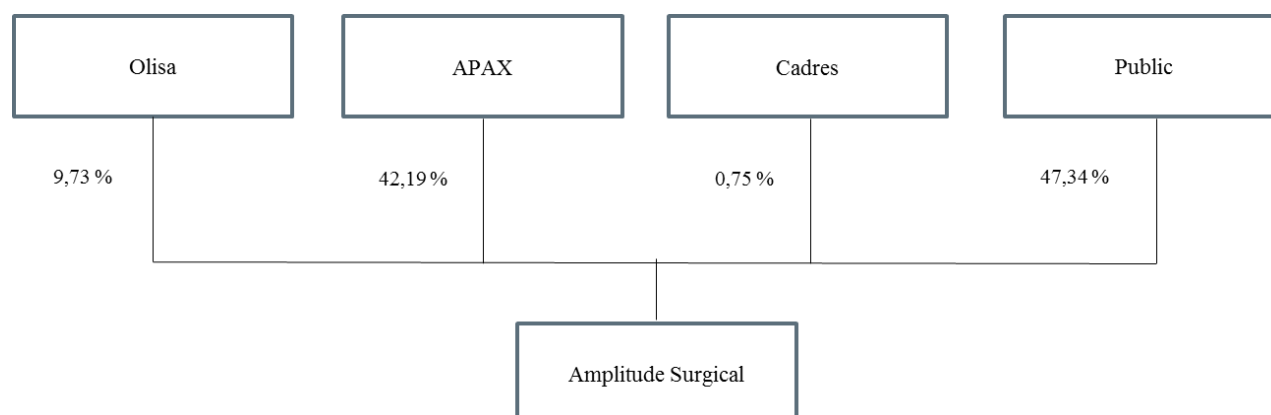 Olisa
APAX
Cadres
Public
9,73 %
42,19 %
0,75 %
47,34 %
Amplitude Surgical